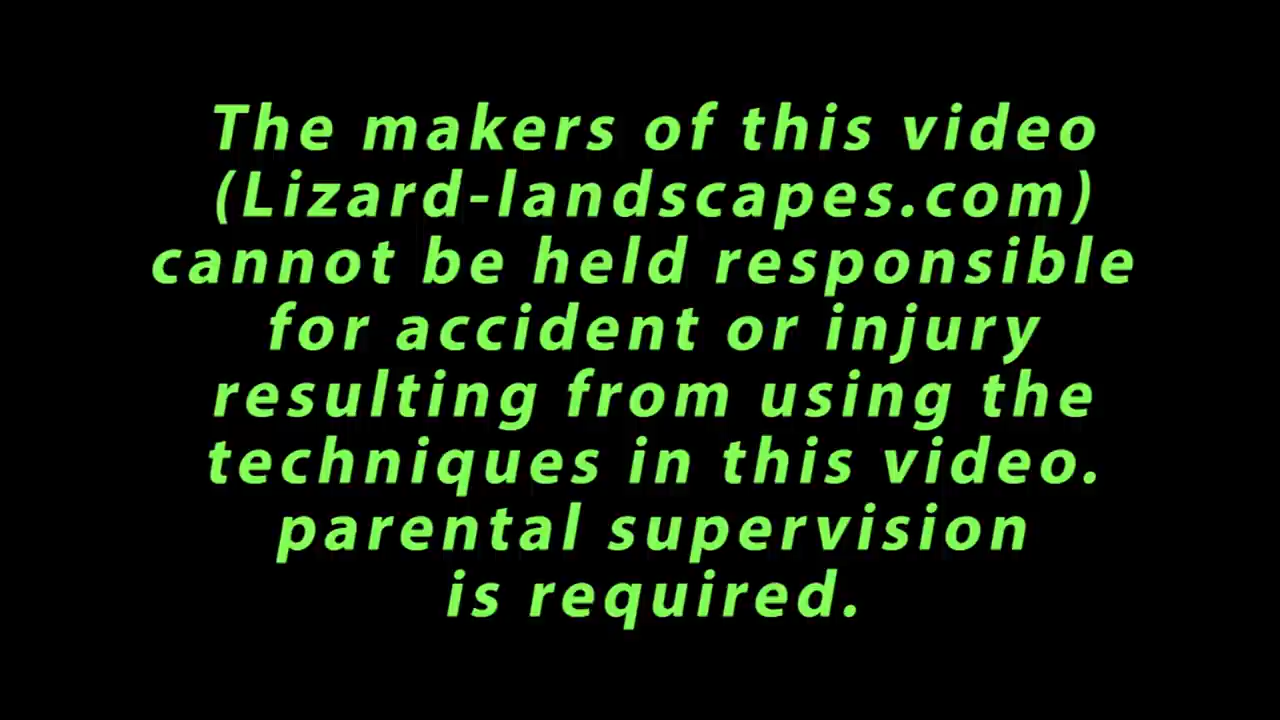 The makers of this video
(Lizard-landscapes.com)
cannot be held responsible
for accident or injury
resulting from using the
techniques in this video.
parental supervision
is required.